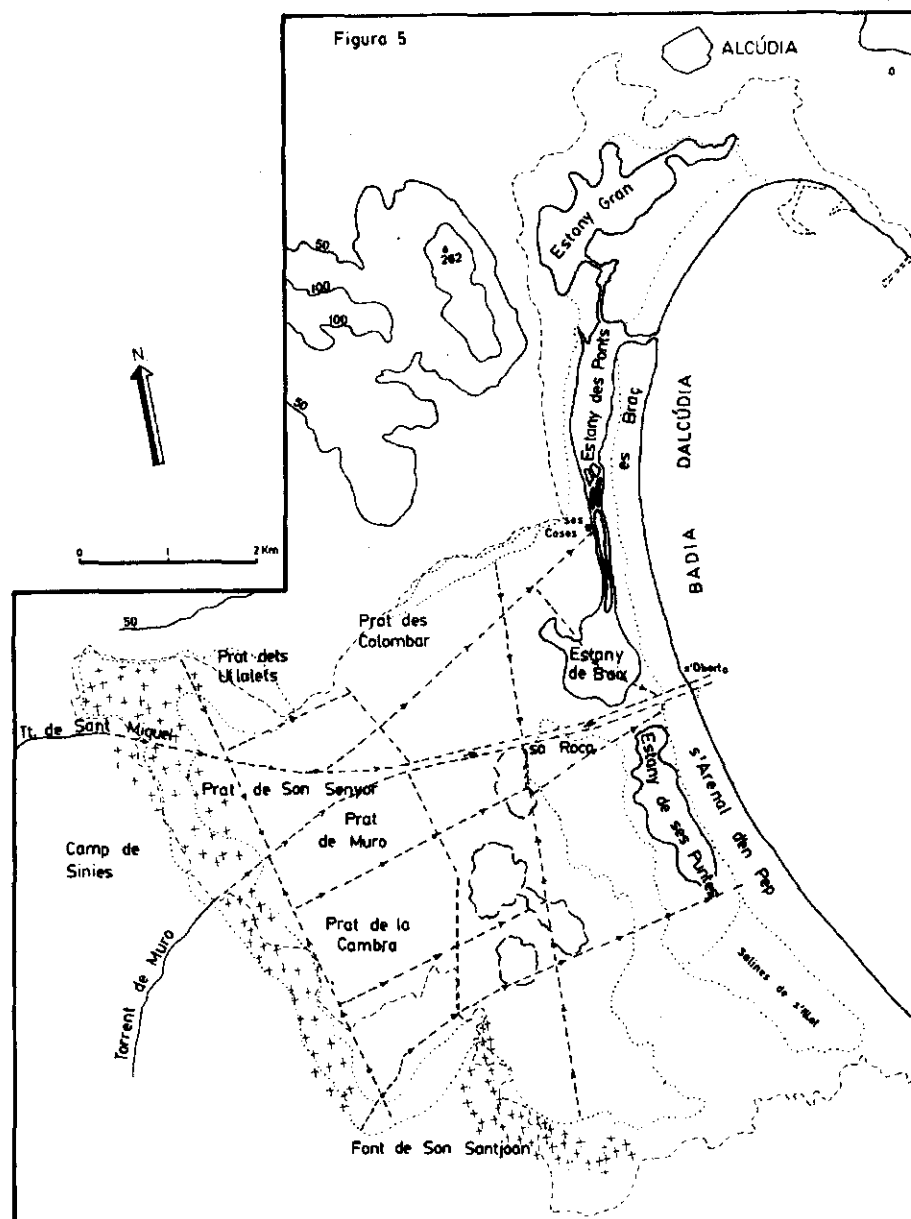 Figura 5
ALCÚDIA
Estany Gran
50
262
100
100
50
N
Estany des Ponts
es Braç
BADIA DALCÚDIA
ses
Cases
0 1 2 Km
50
Prat des
Colombar
Prat dets
Ullalets
Estany
de Baix
s'Oberta
Tt. de Sant Miquel
sa Roca
Prat de Son Senyor
Prat
de Muro
Estany de ses Puntes
s'Arenal den Pep
Camp de
Sinies
Prat de la
Cambra
Torrent de Muro
Salines de s'Illot
Font de Son Santjoan